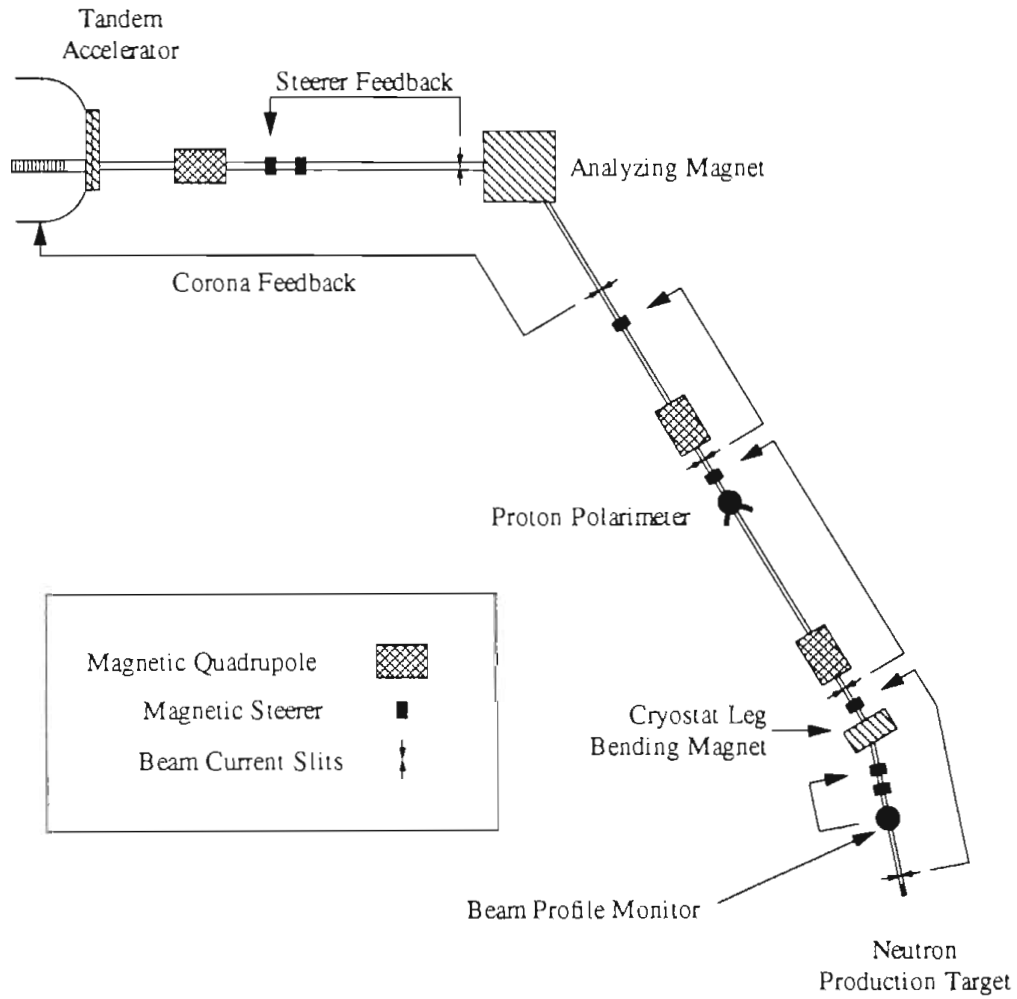 Tandem
Accelerator
Steerer Feedback
Analyzing Magnet
Corona Feedback
Proton Polarimeter
Magnetic Quadrupole
Magnetic Steerer
Beam Current Slits
Cryostat Leg
Bending Magnet
Beam Profile Monitor
Neutron
Production Target